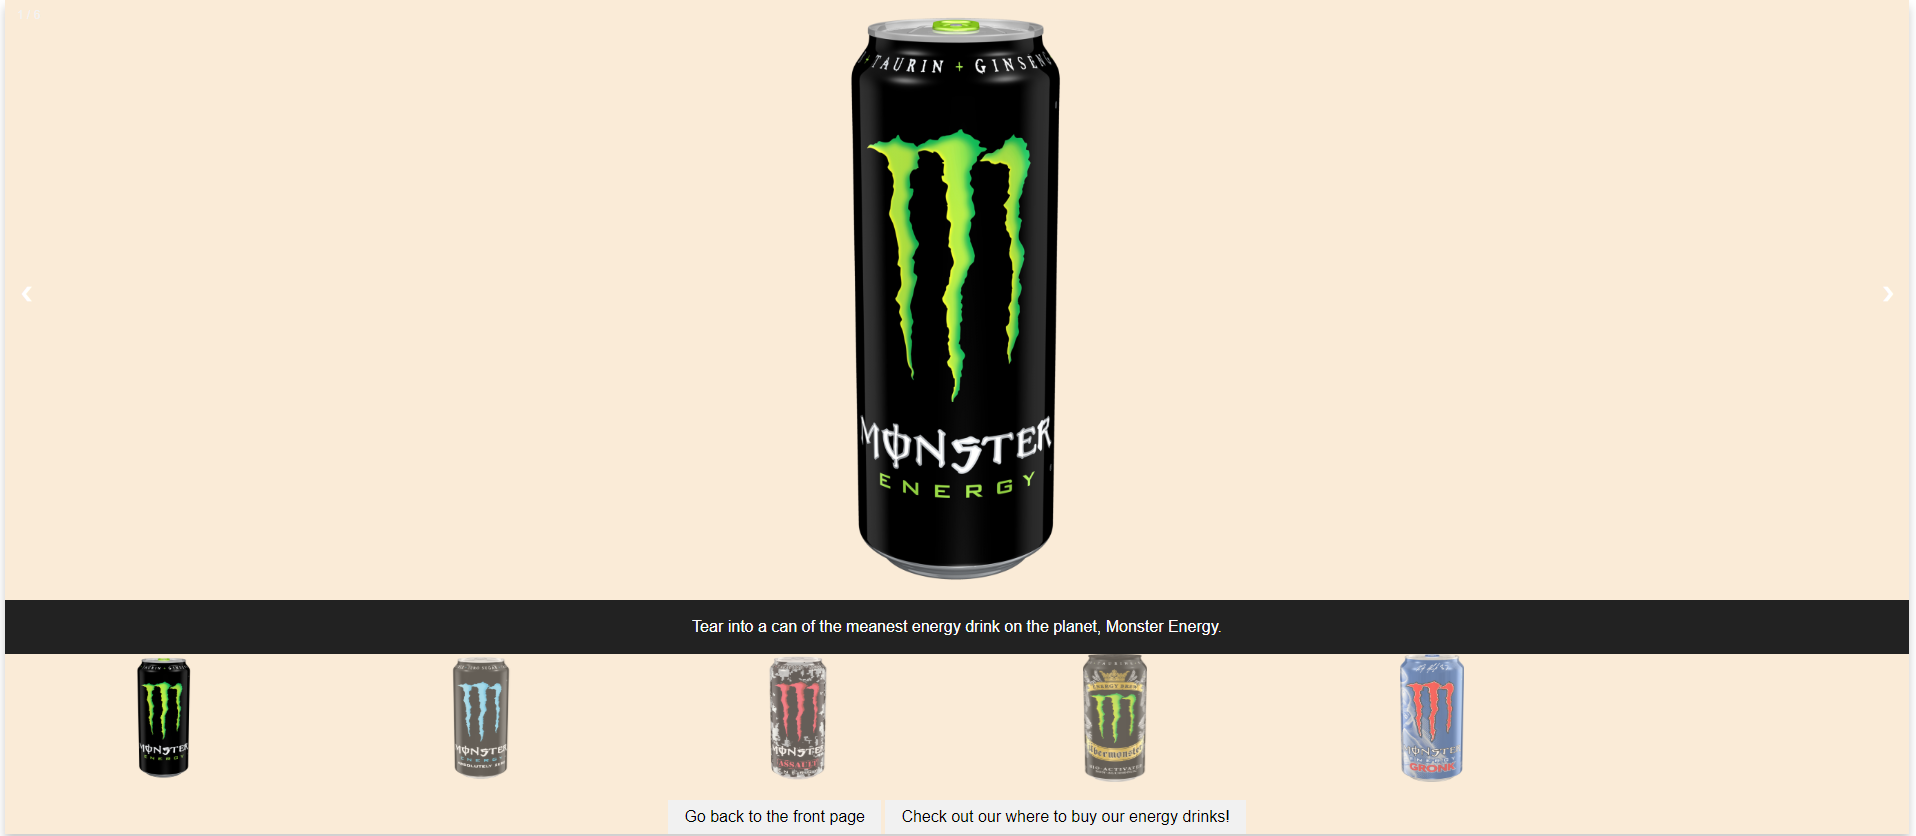 + TAURIN + GINSENG
MONSTER
ENERGY
‹
›
Tear into a can of the meanest energy drink on the planet, Monster Energy.
MONSTER
ENERGY
MONSTER
ENERGY
ABSOLUTELY ZERO
MONSTER
ASSAULT
ENERGY BREW
Übermonster
BIO-ACTIVATED
MONSTER
ENERGY
GRONK
Go back to the front page
Check out our where to buy our energy drinks!